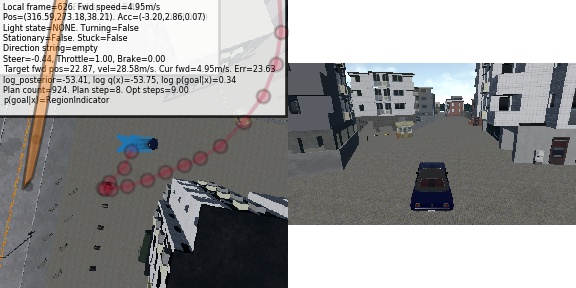 Local frame=626. Fwd speed=4.95m/s
Pos=(316.59,273.18,38.21). Acc=(-3.20,2.86,0.07)
Light state=NONE. Turning=False
Stationary=False. Stuck=False
Direction string=empty
Steer=-0.44, Throttle=1.00, Brake=0.00
Target fwd pos=22.87, vel=28.58m/s. Cur fwd=4.95m/s. Err=23.63
log_posterior=-53.41, log q(x)=-53.75, log p(goal|x)=0.34
Plan count=924. Plan step=8. Opt steps=9.00
p(goal|x)=RegionIndicator